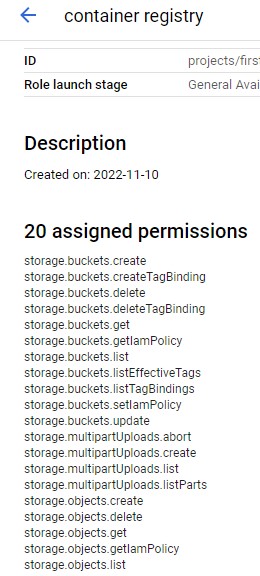 container registry
ID projects/first
Role launch stage General Avai
Description
Created on: 2022-11-10
20 assigned permissions
storage.buckets.create
storage.buckets.createTagBinding
storage.buckets.delete
storage.buckets.deleteTagBinding
storage.buckets.get
storage.buckets.getIamPolicy
storage.buckets.list
storage.buckets.listEffectiveTags
storage.buckets.listTagBindings
storage.buckets.setIamPolicy
storage.buckets.update
storage.multipartUploads.abort
storage.multipartUploads.create
storage.multipartUploads.list
storage.multipartUploads.listParts
storage.objects.create
storage.objects.delete
storage.objects.get
storage.objects.getIamPolicy
storage.objects.list